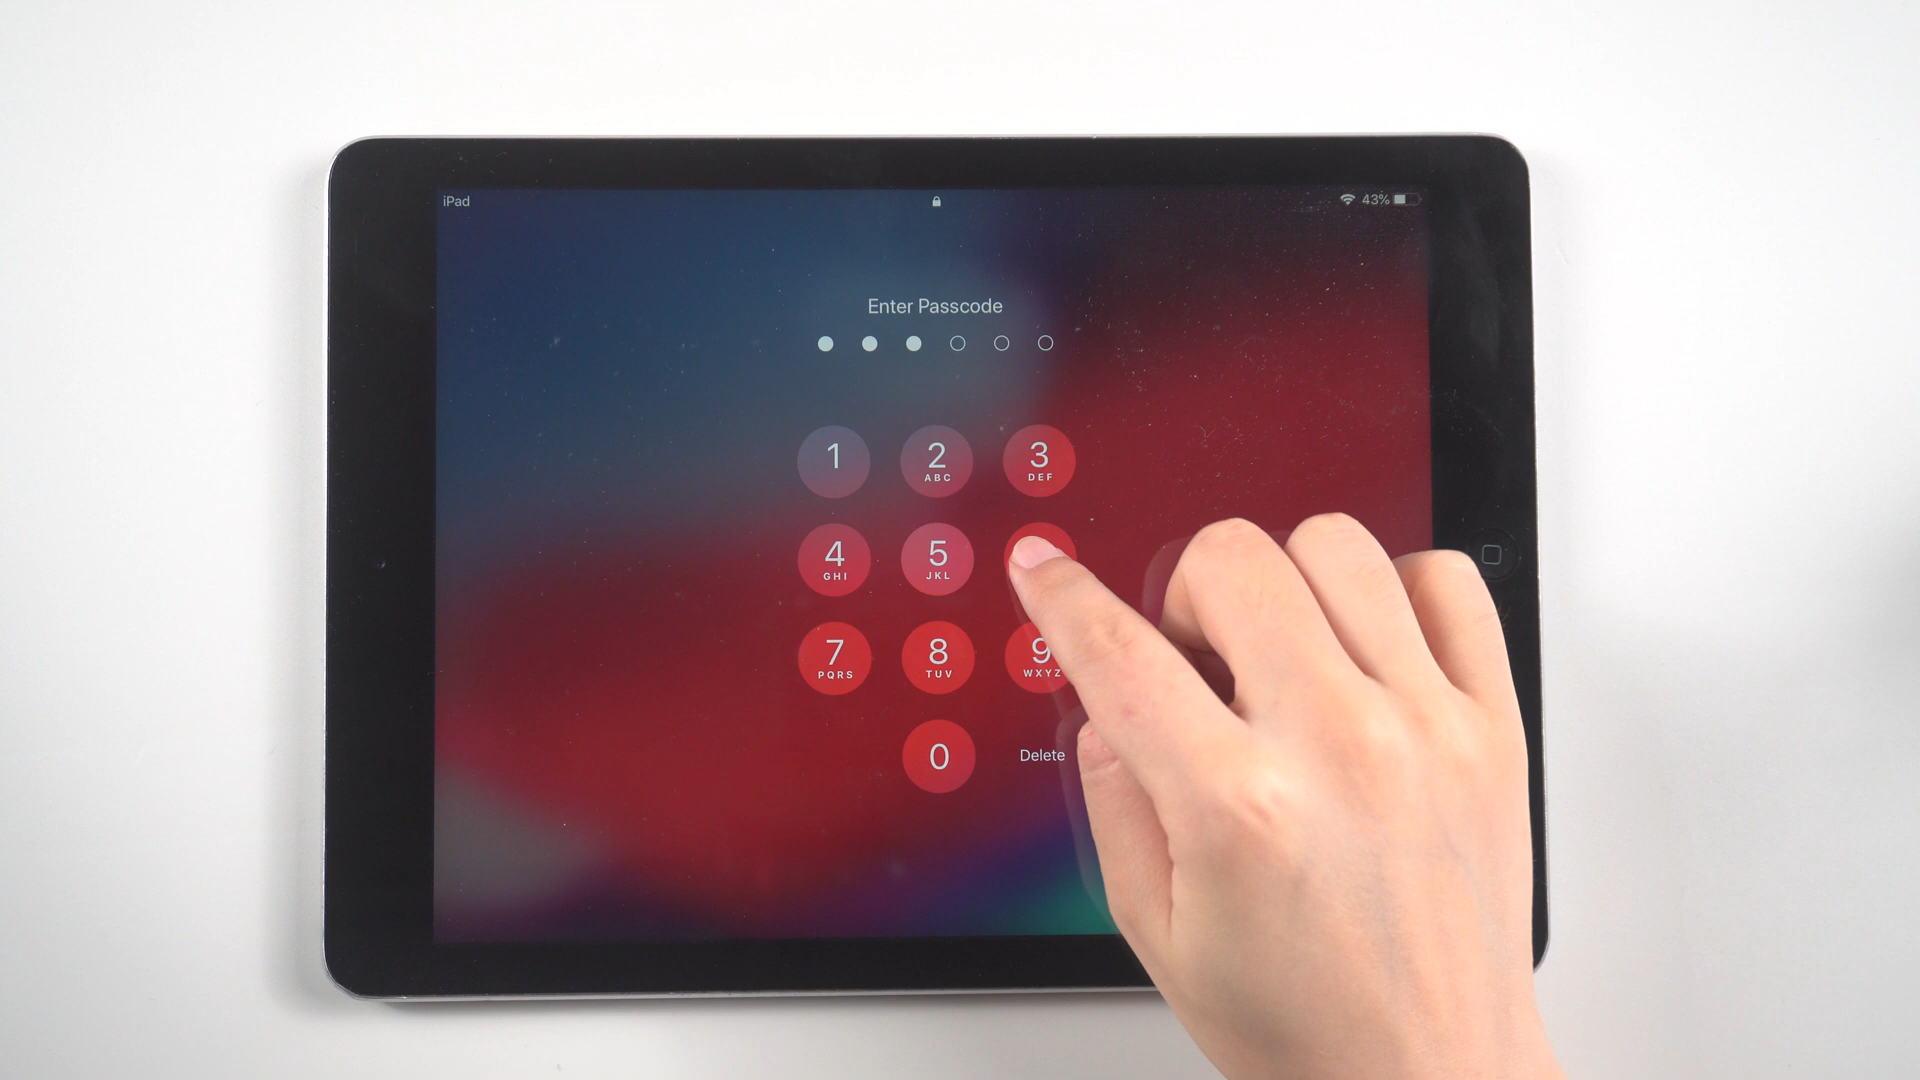 iPad
43%
Enter Passcode
1
2
ABC
3
DEF
4
GHI
5
JKL
7
PQRS
8
TUV
9
WXYZ
0
Delete